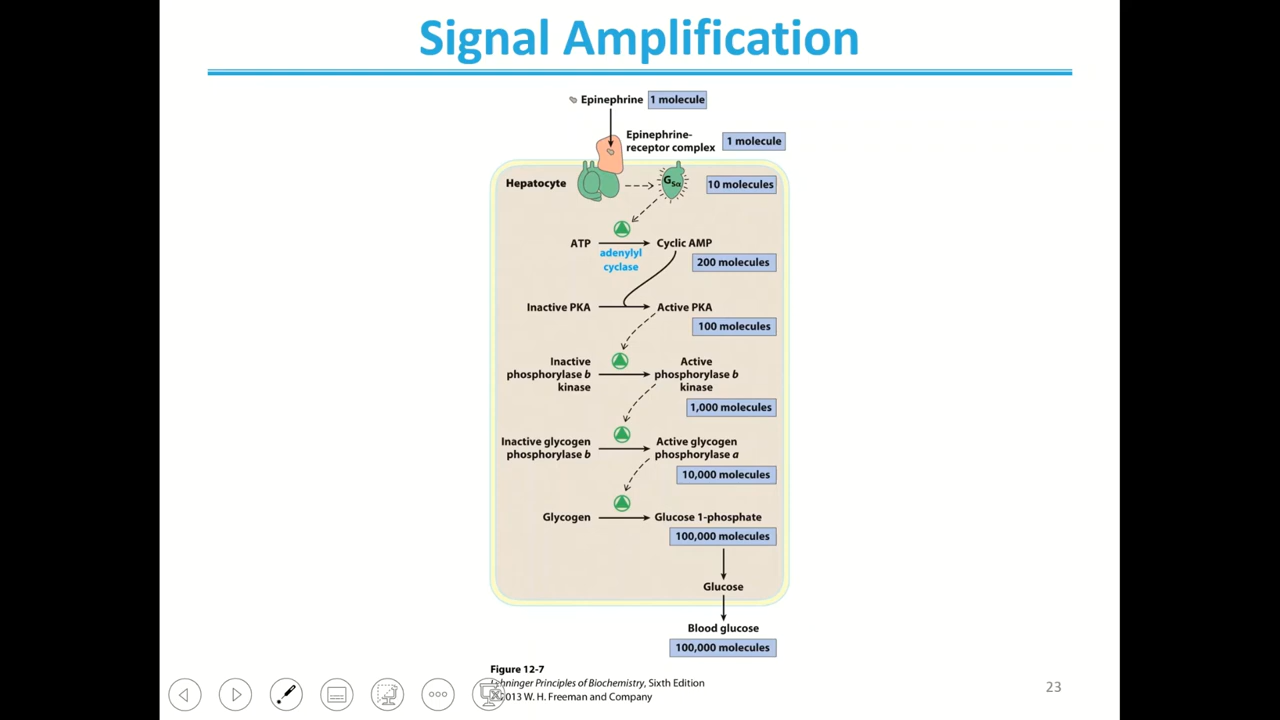 Signal Amplification
Epinephrine 1 molecule
Epinephrine-
receptor complex 1 molecule
Hepatocyte GSα 10 molecules
ATP Cyclic AMP
adenylyl
cyclase
200 molecules
Inactive PKA Active PKA
100 molecules
Inactive
phosphorylase b
kinase
Active
phosphorylase b
kinase
1,000 molecules
Inactive glycogen
phosphorylase b
Active glycogen
phosphorylase a
10,000 molecules
Glycogen Glucose 1-phosphate
100,000 molecules
Glucose
Blood glucose
100,000 molecules
Figure 12-7
Lehninger Principles of Biochemistry, Sixth Edition
2013 W. H. Freeman and Company
23